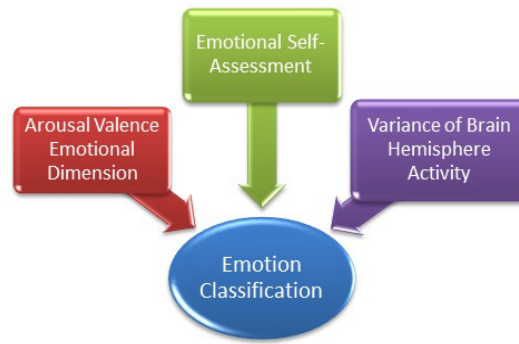 Emotional Self-
Assessment
Arousal Valence
Emotional
Dimension
Variance of Brain
Hemisphere
Activity
Emotion
Classification